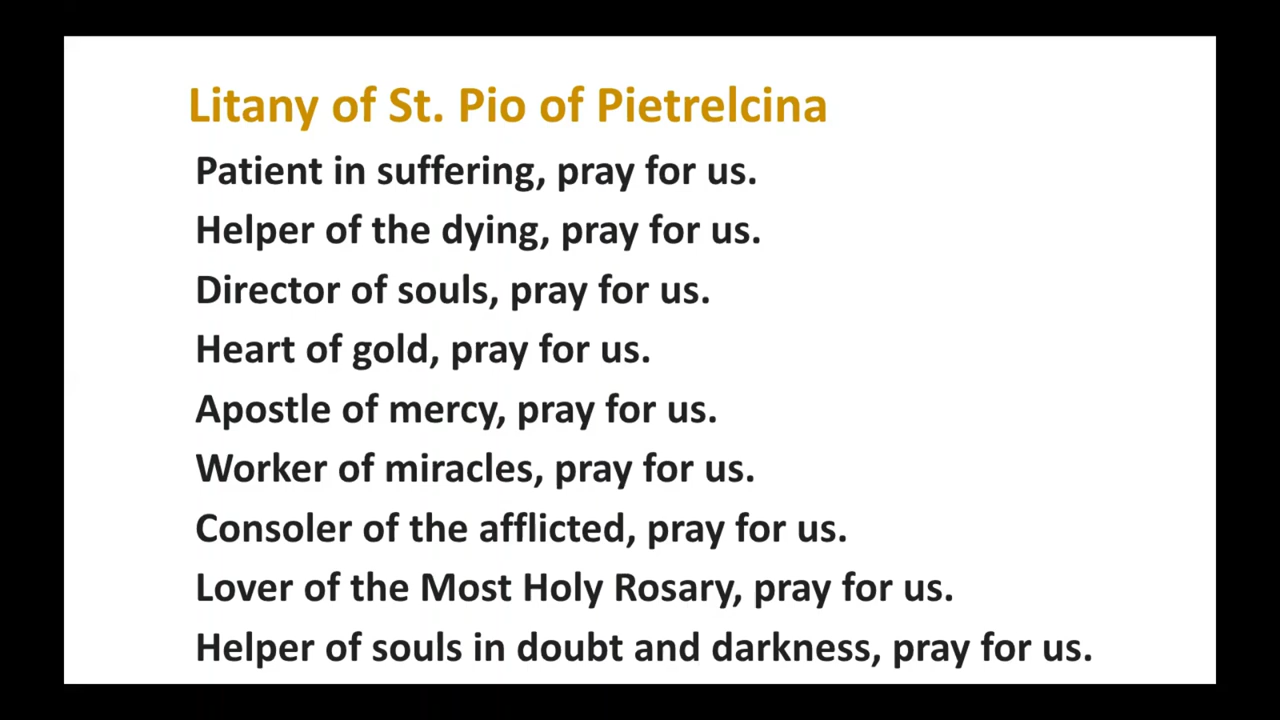 Litany of St. Pio of Pietrelcina
Patient in suffering, pray for us.
Helper of the dying, pray for us.
Director of souls, pray for us.
Heart of gold, pray for us.
Apostle of mercy, pray for us.
Worker of miracles, pray for us.
Consoler of the afflicted, pray for us.
Lover of the Most Holy Rosary, pray for us.
Helper of souls in doubt and darkness, pray for us.